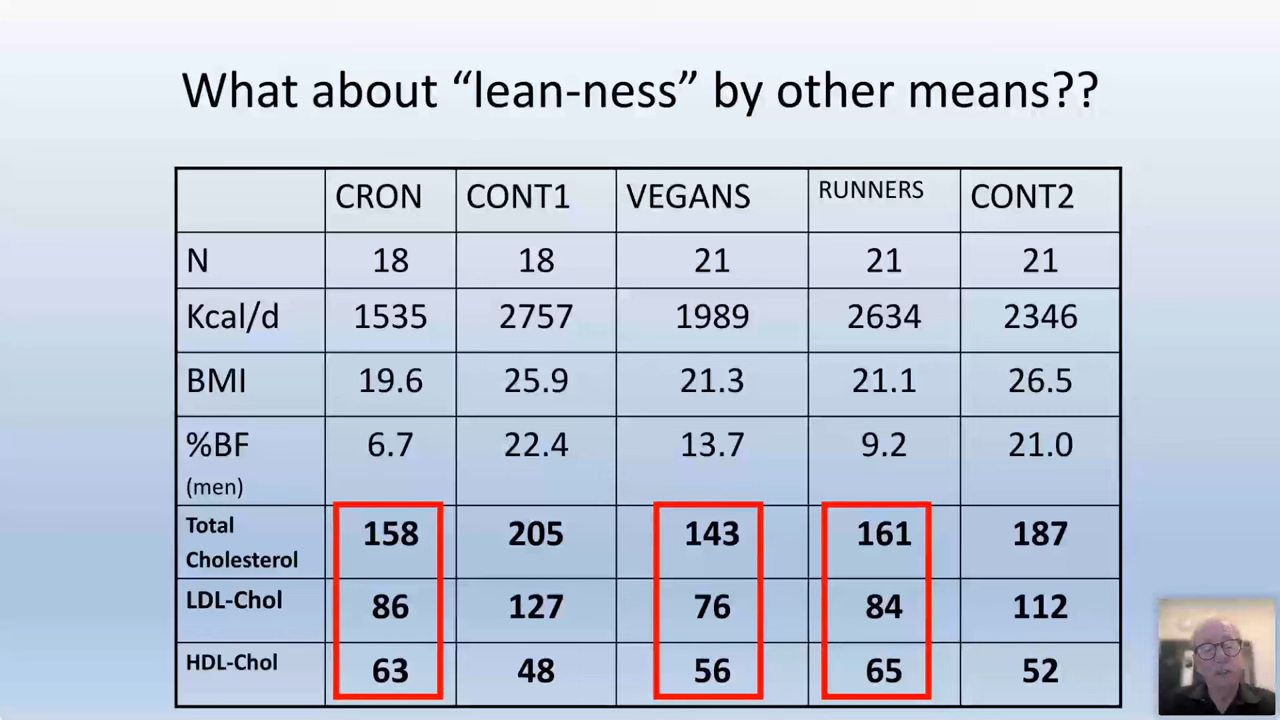 What about “lean-ness” by other means??
CRON CONT1 VEGANS RUNNERS CONT2
N 18 18 21 21 21
Kcal/d 1535 2757 1989 2634 2346
BMI 19.6 25.9 21.3 21.1 26.5
%BF 6.7 22.4 13.7 9.2 21.0
(men)
Total
Cholesterol 158 205 143 161 187
LDL-Chol 86 127 76 84 112
HDL-Chol 63 48 56 65 52